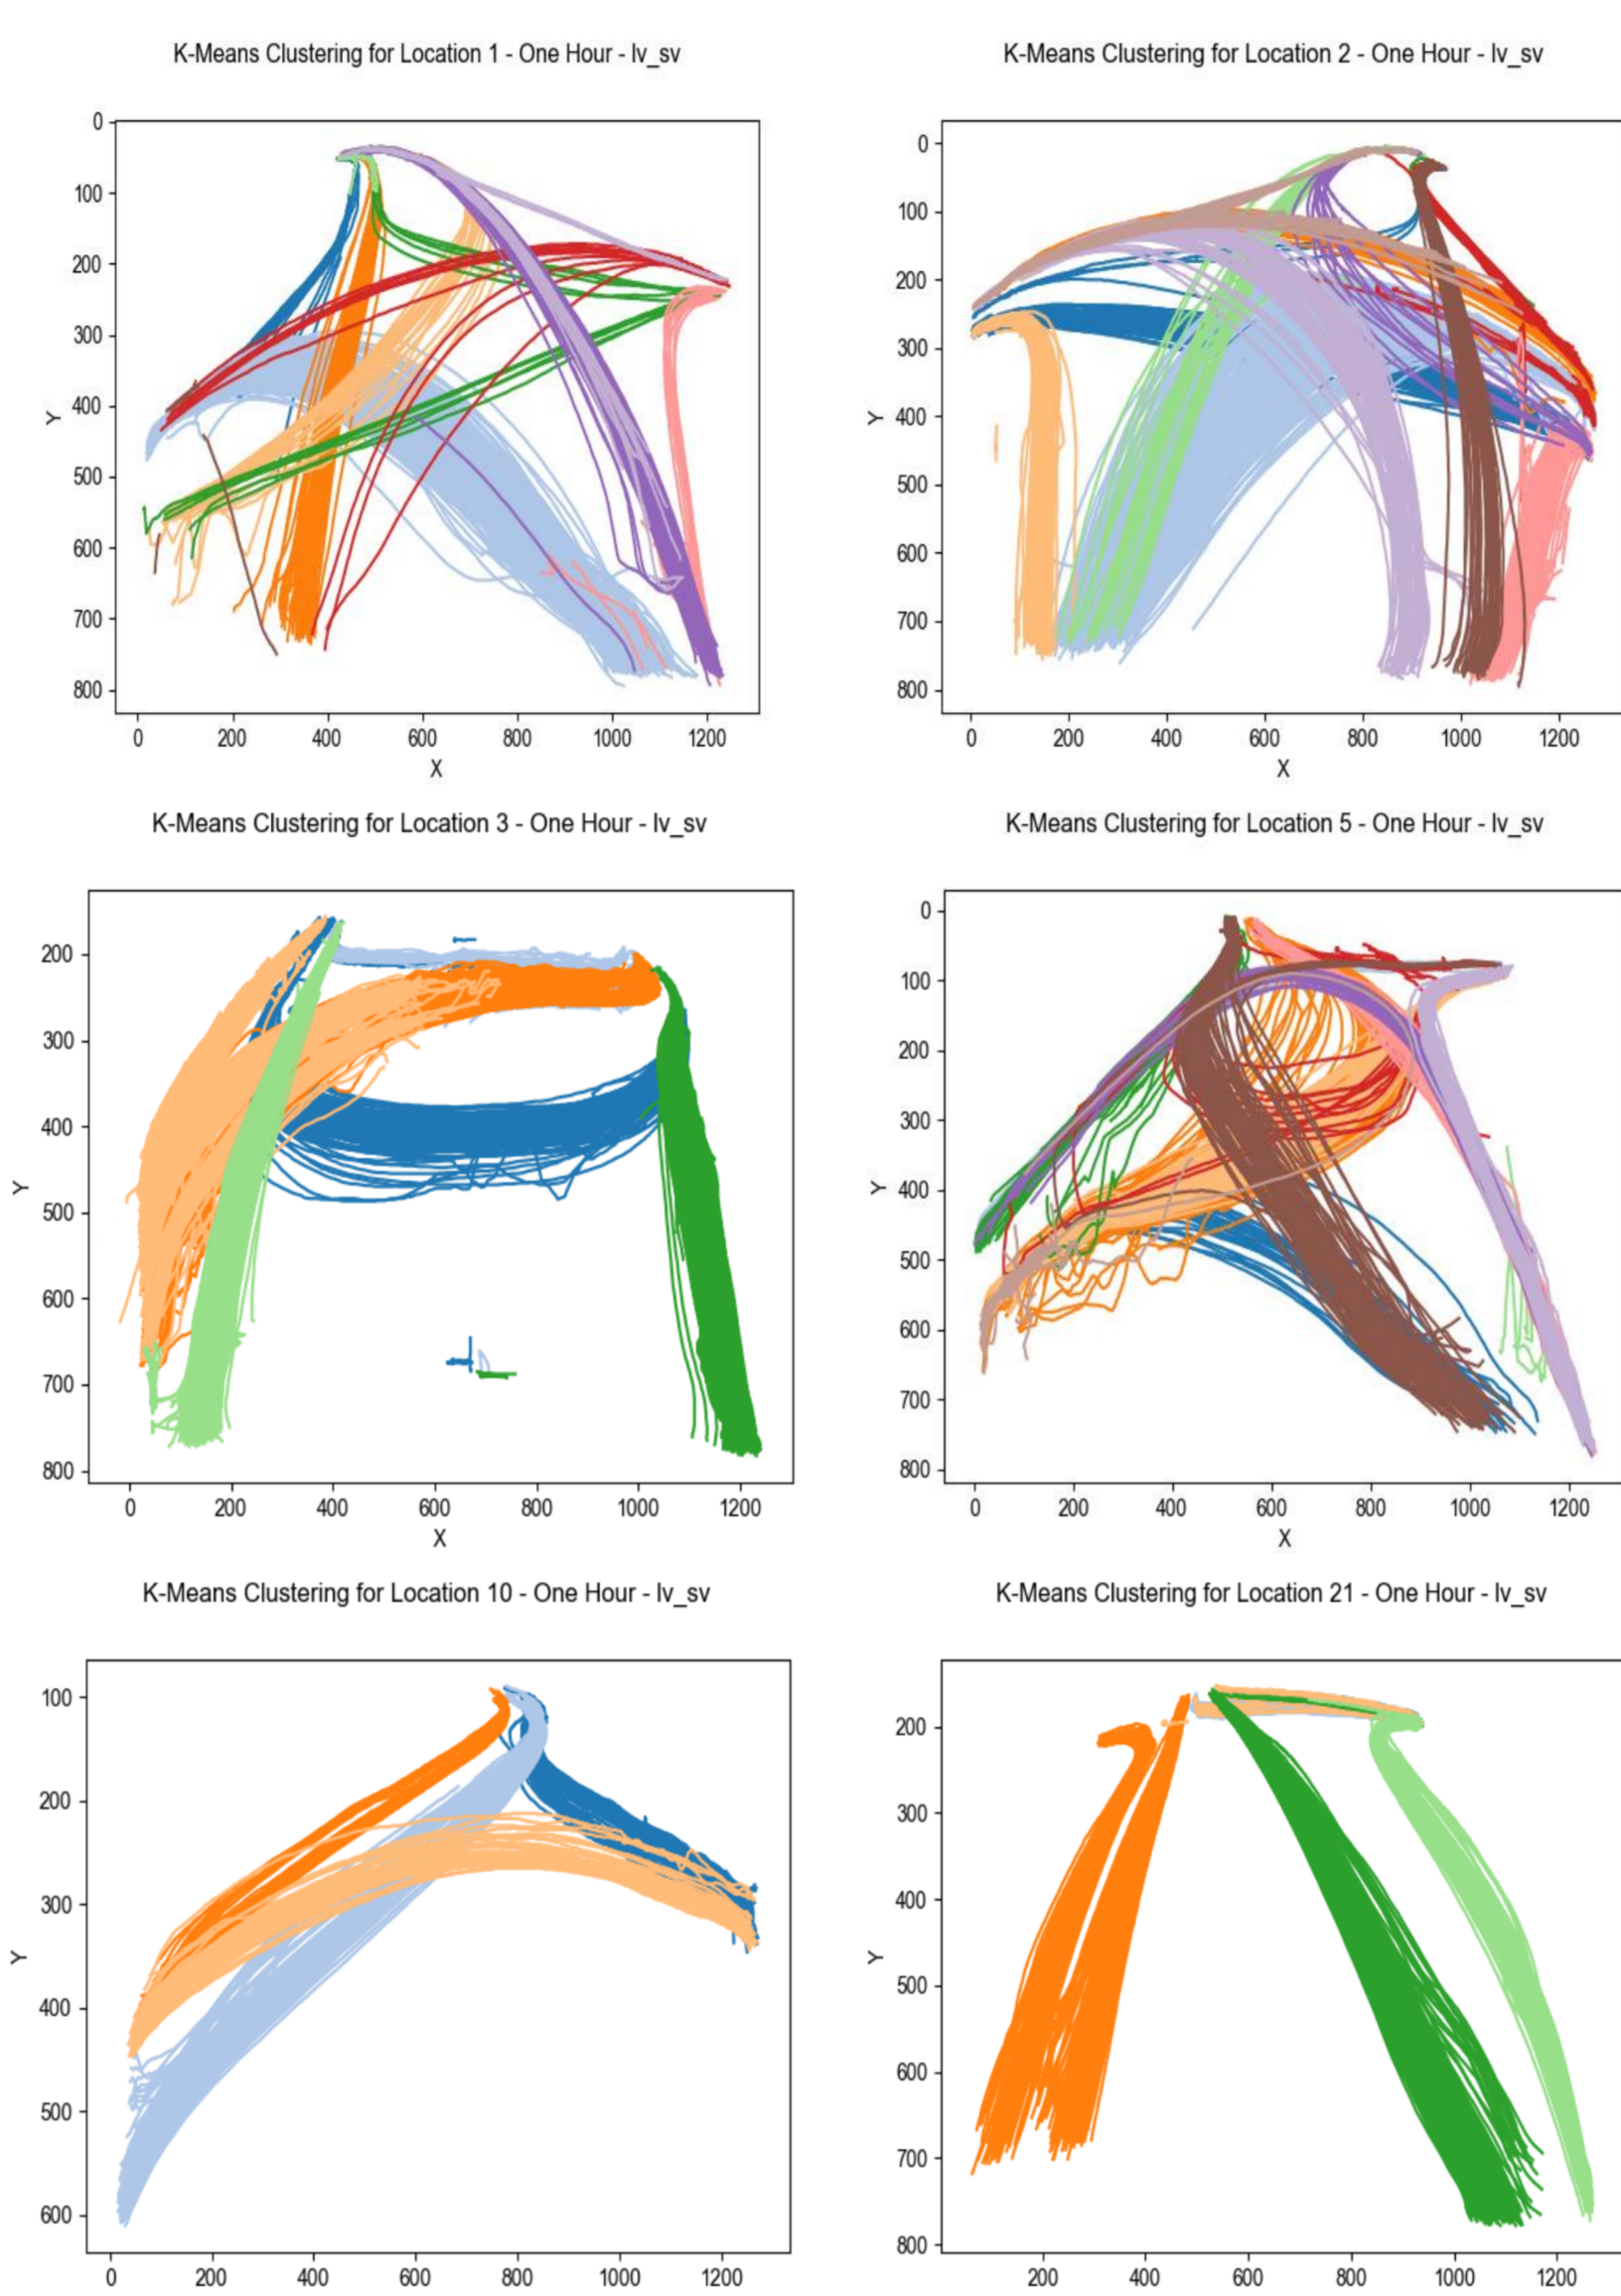 K-Means Clustering for Location 1 - One Hour - lv_sv
0
100
200
300
400
500
600
700
800
Y
0 200 400 600 800 1000 1200
X
K-Means Clustering for Location 2 - One Hour - lv_sv
0
100
200
300
400
500
600
700
800
Y
0 200 400 600 800 1000 1200
X
K-Means Clustering for Location 3 - One Hour - lv_sv
200
300
400
500
600
700
800
Y
0 200 400 600 800 1000 1200
X
K-Means Clustering for Location 5 - One Hour - lv_sv
0
100
200
300
400
500
600
700
800
Y
0 200 400 600 800 1000 1200
X
K-Means Clustering for Location 10 - One Hour - lv_sv
100
200
300
400
500
600
Y
0 200 400 600 800 1000 1200
K-Means Clustering for Location 21 - One Hour - lv_sv
200
300
400
500
600
700
800
Y
200 400 600 800 1000 1200